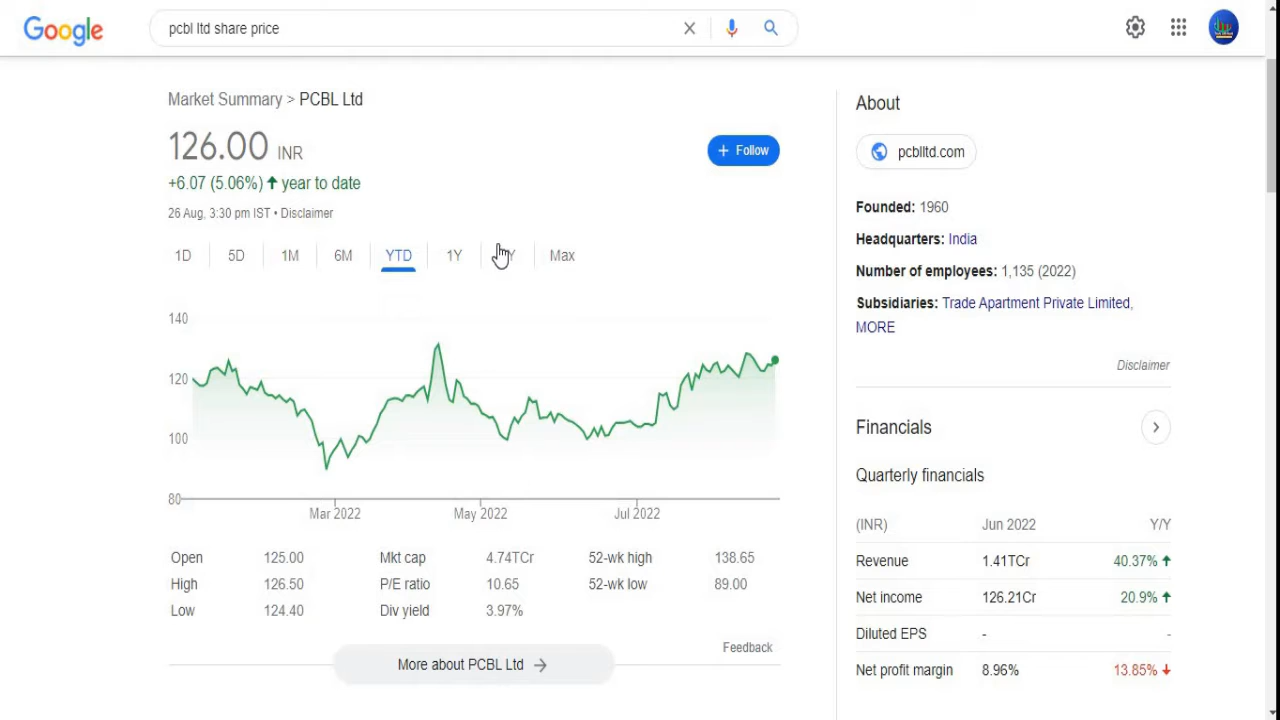 Google
pcbl ltd share price
Market Summary > PCBL Ltd
126.00 INR
+ Follow
+6.07 (5.06%) ↑ year to date
26 Aug, 3:30 pm IST • Disclaimer
1D 5D 1M 6M YTD 1Y Y Max
140
120
100
80
Mar 2022 May 2022 Jul 2022
Open 125.00 Mkt cap 4.74TCr 52-wk high 138.65
High 126.50 P/E ratio 10.65 52-wk low 89.00
Low 124.40 Div yield 3.97%
Feedback
More about PCBL Ltd →
About
pcblltd.com
Founded: 1960
Headquarters: India
Number of employees: 1,135 (2022)
Subsidiaries: Trade Apartment Private Limited,
MORE
Disclaimer
Financials
Quarterly financials
(INR) Jun 2022 Y/Y
Revenue 1.41TCr 40.37% ↑
Net income 126.21Cr 20.9% ↑
Diluted EPS - -
Net profit margin 8.96% 13.85% ↓